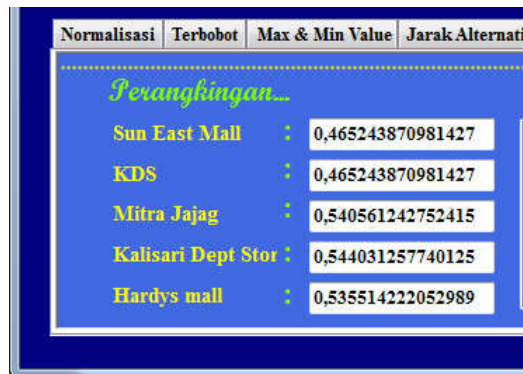 Normalisasi Terbobot Max & Min Value Jarak Alternati
Perangkingan....
Sun East Mall : 0,465243870981427
KDS : 0,465243870981427
Mitra Jajag : 0,540561242752415
Kalisari Dept Stor : 0,544031257740125
Hardys mall : 0,535514222052989